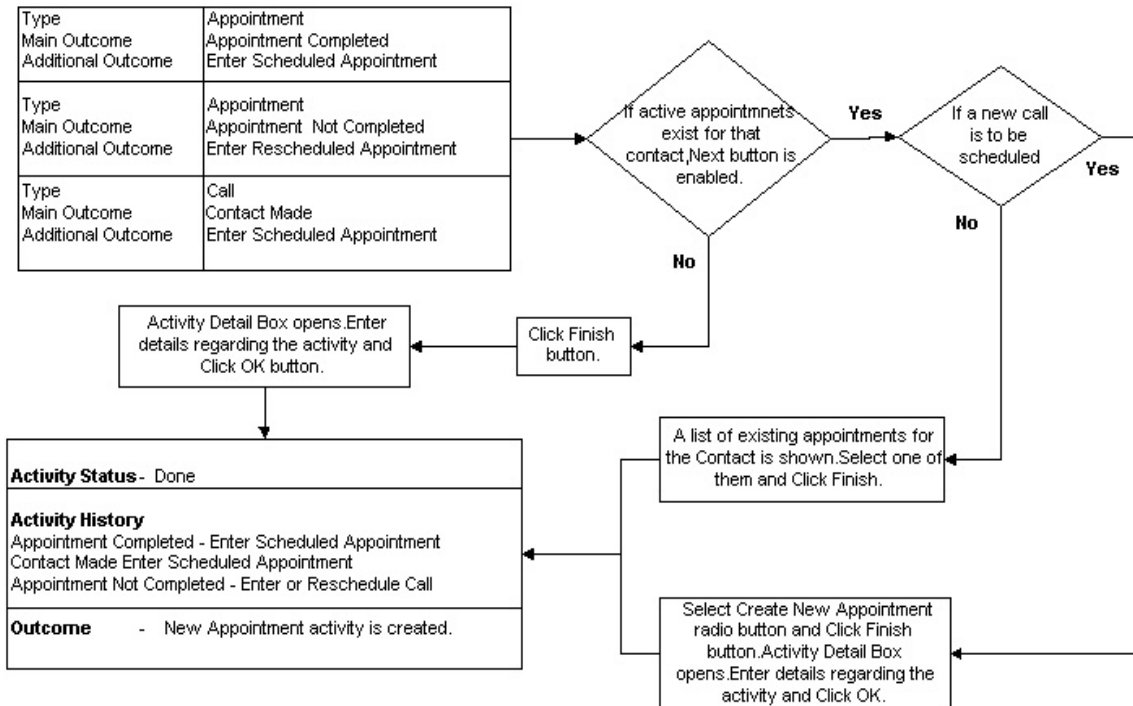 Type Appointment
Main Outcome Appointment Completed
Additional Outcome Enter Scheduled Appointment
Type Appointment
Main Outcome Appointment Not Completed
Additional Outcome Enter Rescheduled Appointment
Type Call
Main Outcome Contact Made
Additional Outcome Enter Scheduled Appointment
If active appointmnets
exist for that
contact,Next button is
enabled.
Yes
If a new call
is to be
scheduled
Yes
No
No
Click Finish
button.
Activity Detail Box opens.Enter
details regarding the activity and
Click OK button.
A list of existing appointments for
the Contact is shown.Select one of
them and Click Finish.
Activity Status - Done
Activity History
Appointment Completed - Enter Scheduled Appointment
Contact Made Enter Scheduled Appointment
Appointment Not Completed - Enter or Reschedule Call
Outcome - New Appointment activity is created.
Select Create New Appointment
radio button and Click Finish
button.Activity Detail Box
opens.Enter details regarding the
activity and Click OK.